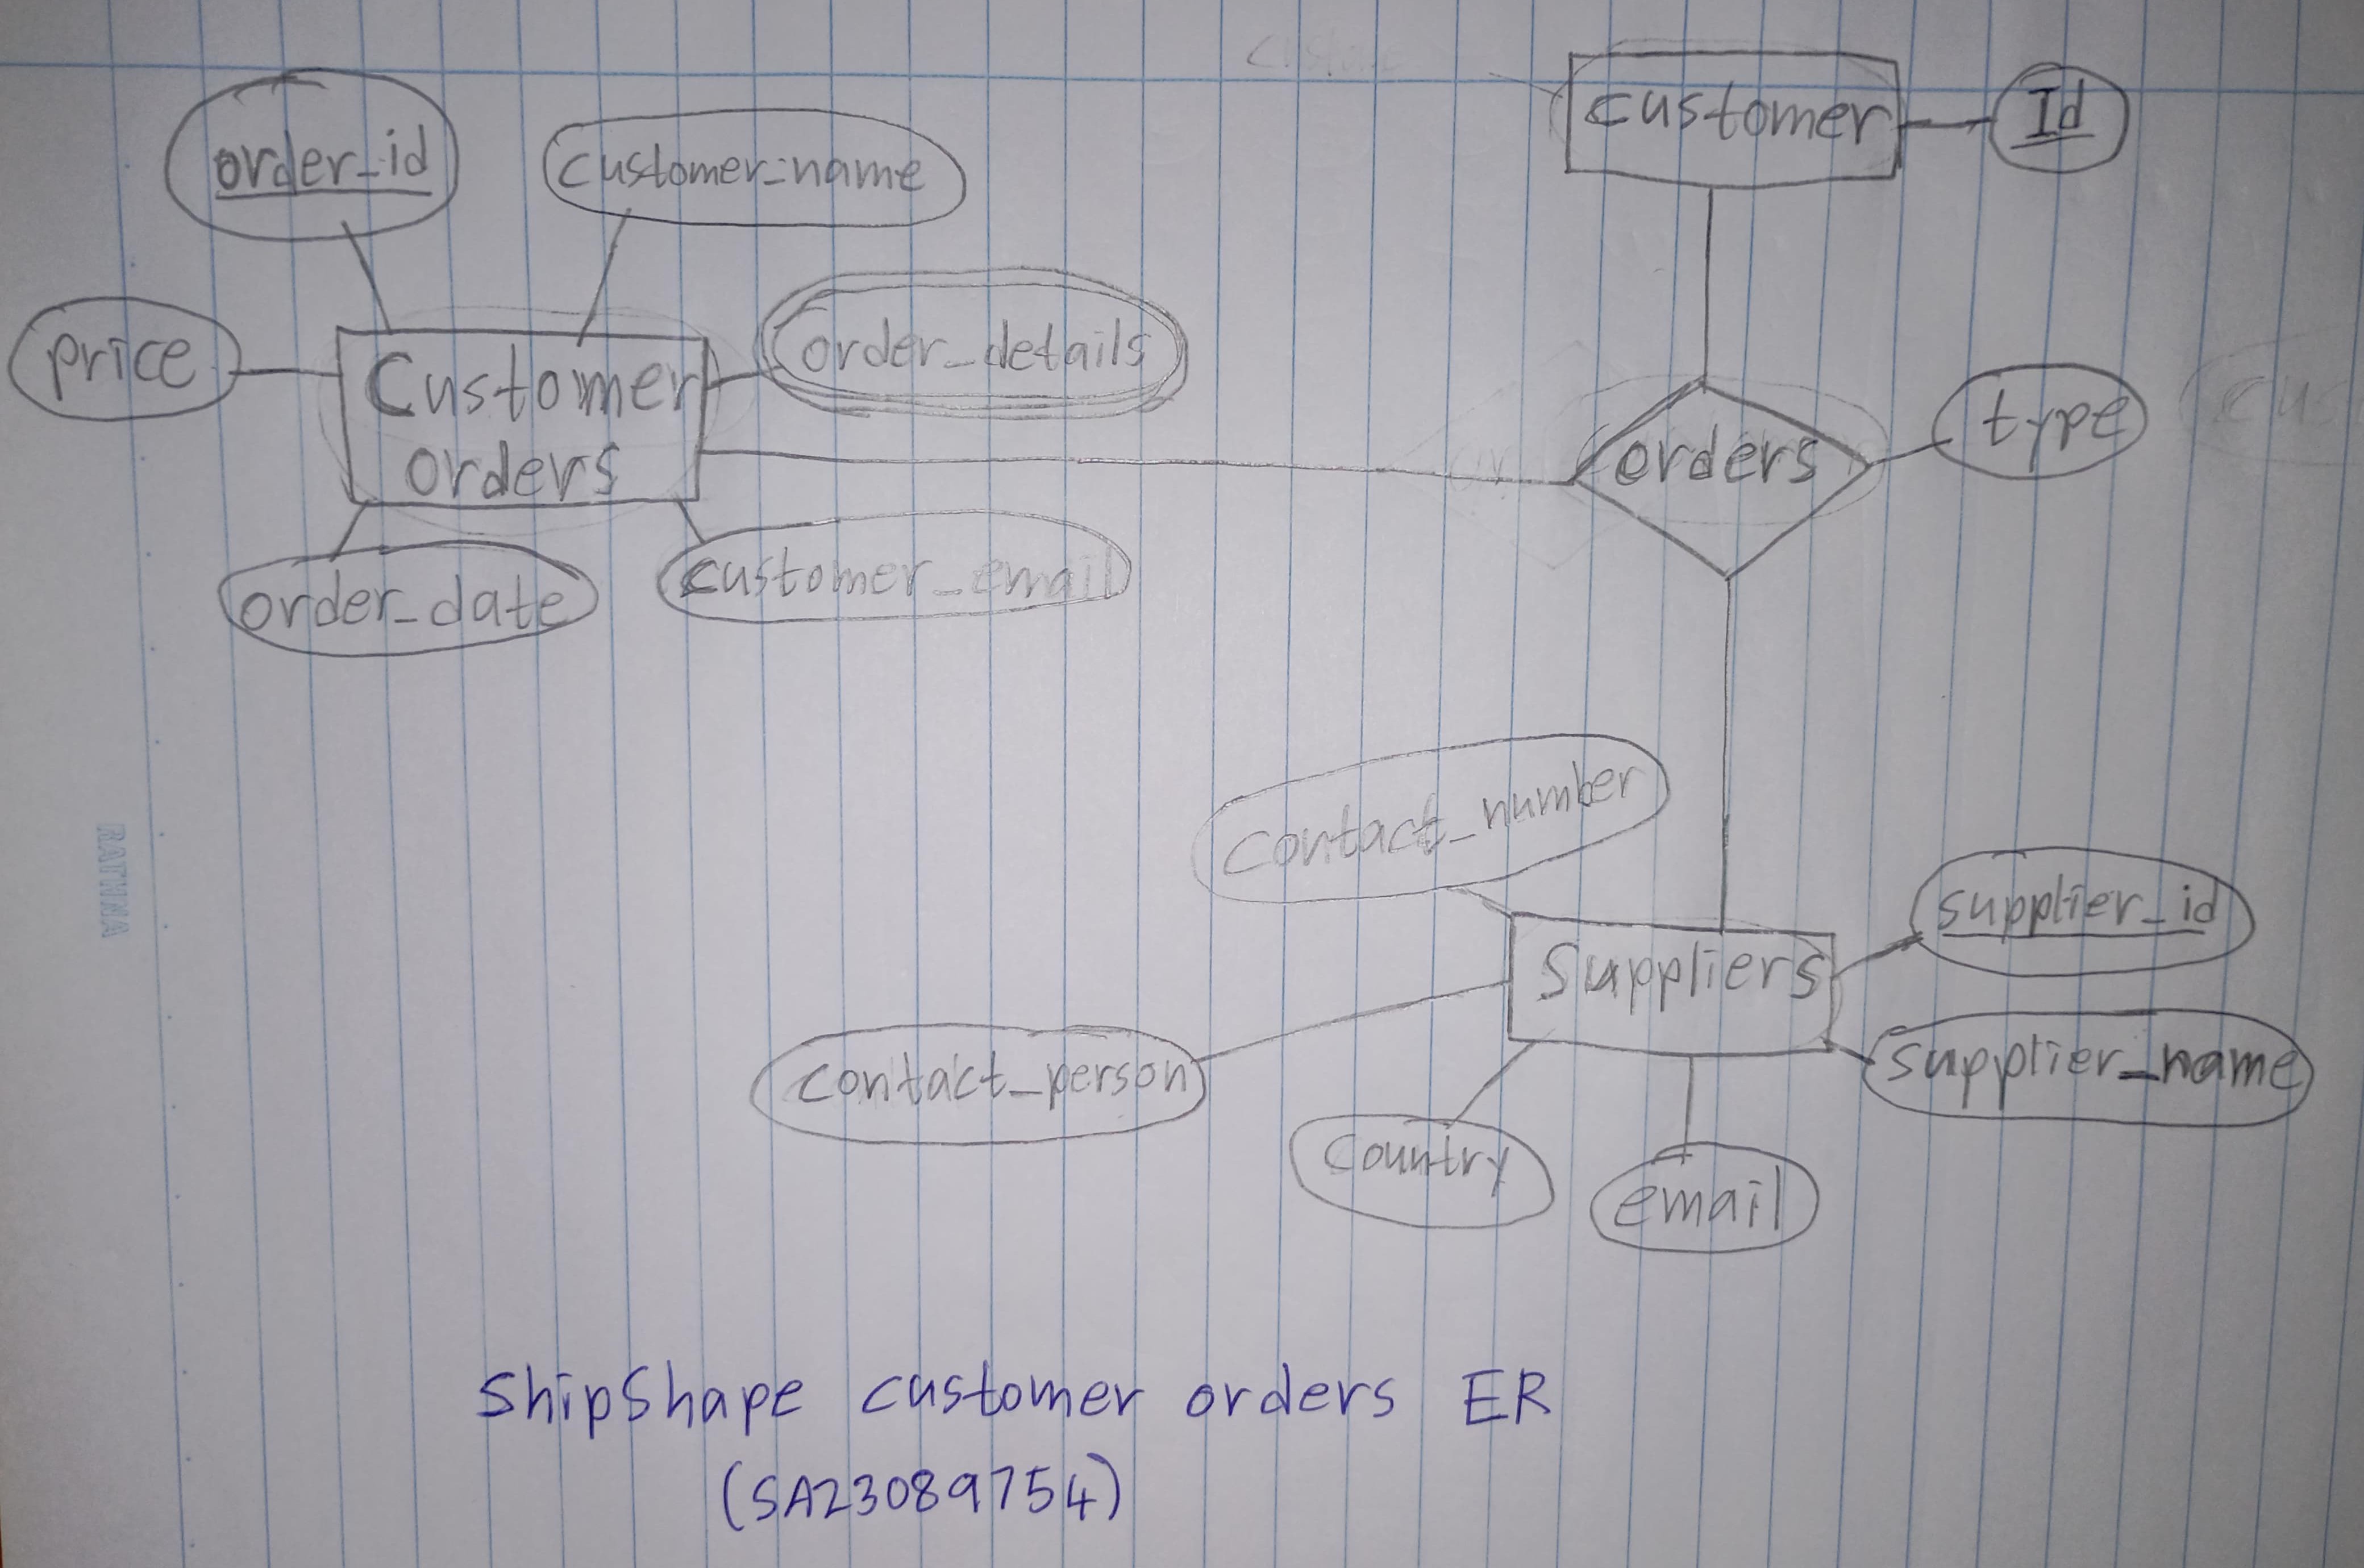 customer
Id
order_id
customer_name
price
Customer
orders
order_details
orders
type
order_date
customer_email
contact_number
Suppliers
supplier_id
supplier_name
contact_person
Country
email
RATHNA
ShipShape customer orders ER
(SA23089754)